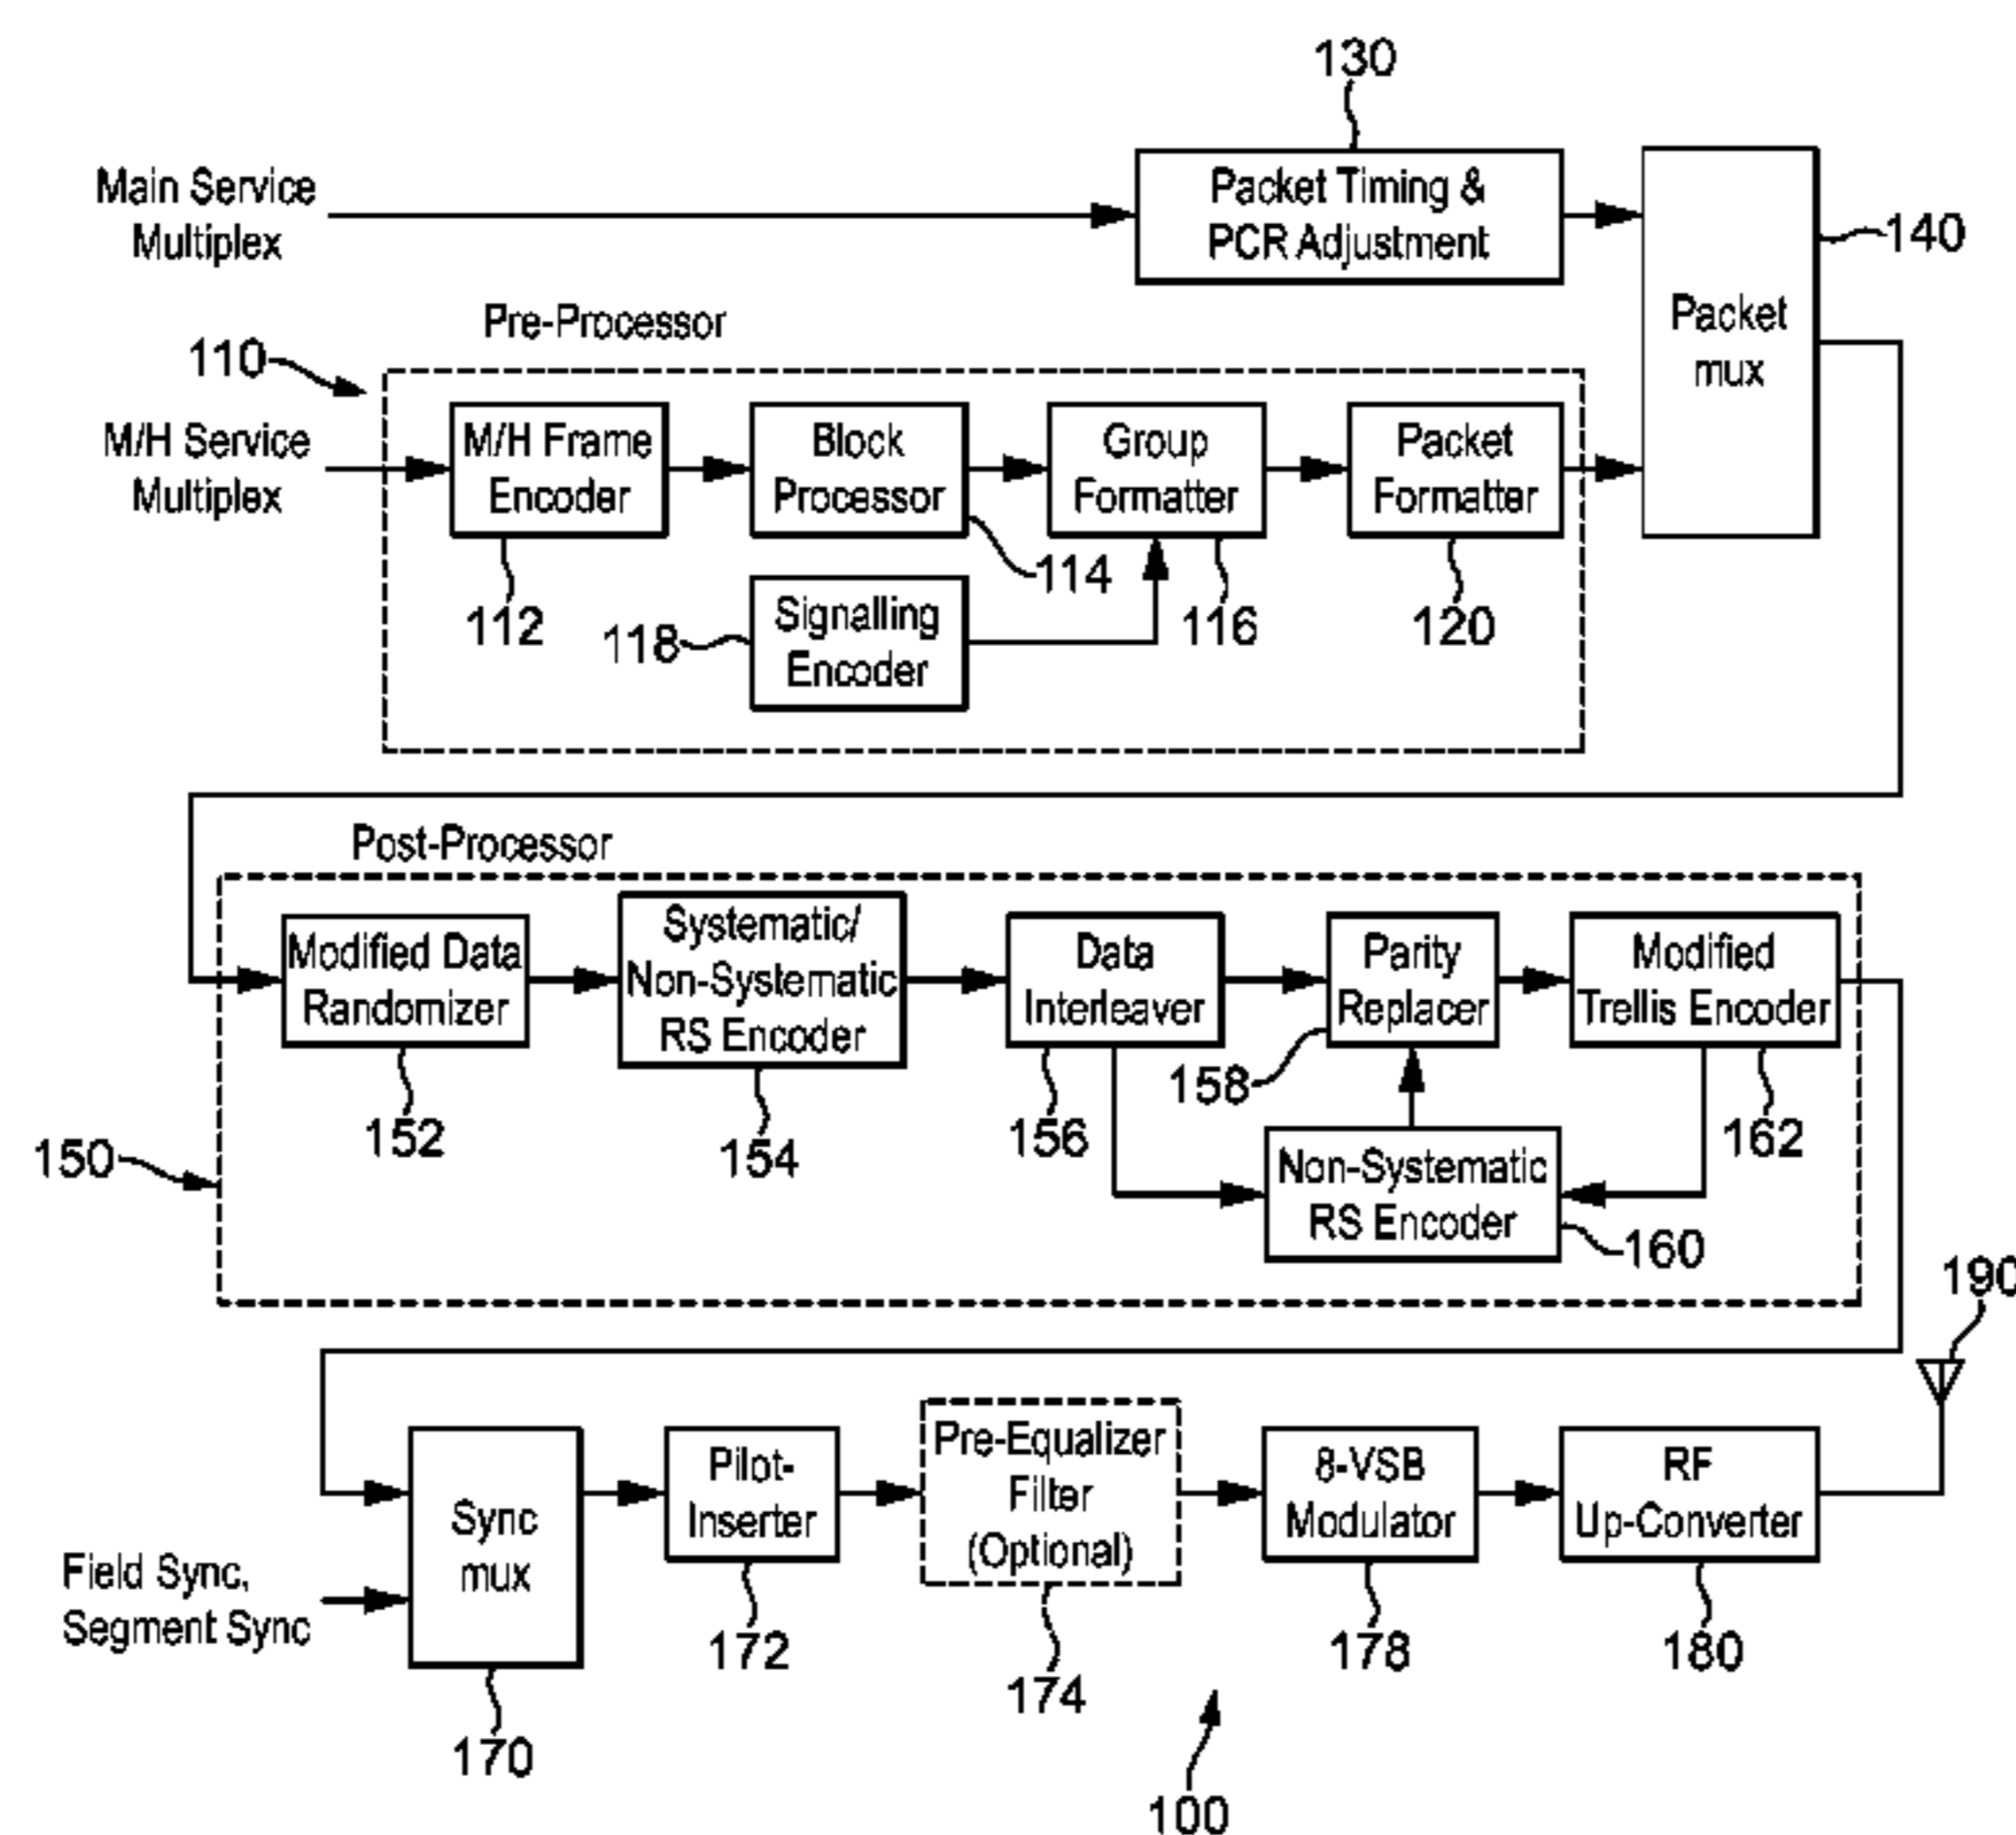 130
Main Service
Multiplex
Packet Timing &
PCR Adjustment
140
Packet
mux
Pre-Processor
110
M/H Service
Multiplex
M/H Frame
Encoder
Block
Processor
Group
Formatter
Packet
Formatter
112
114
116
120
118
Signalling
Encoder
Post-Processor
Modified Data
Randomizer
Systematic/
Non-Systematic
RS Encoder
Data
Interleaver
Parity
Replacer
Modified
Trellis Encoder
150
152
154
156
158
162
Non-Systematic
RS Encoder
160
190
Sync
mux
Pilot-
Inserter
Pre-Equalizer
Filter
(Optional)
8-VSB
Modulator
RF
Up-Converter
Field Sync,
Segment Sync
170
172
174
178
180
100